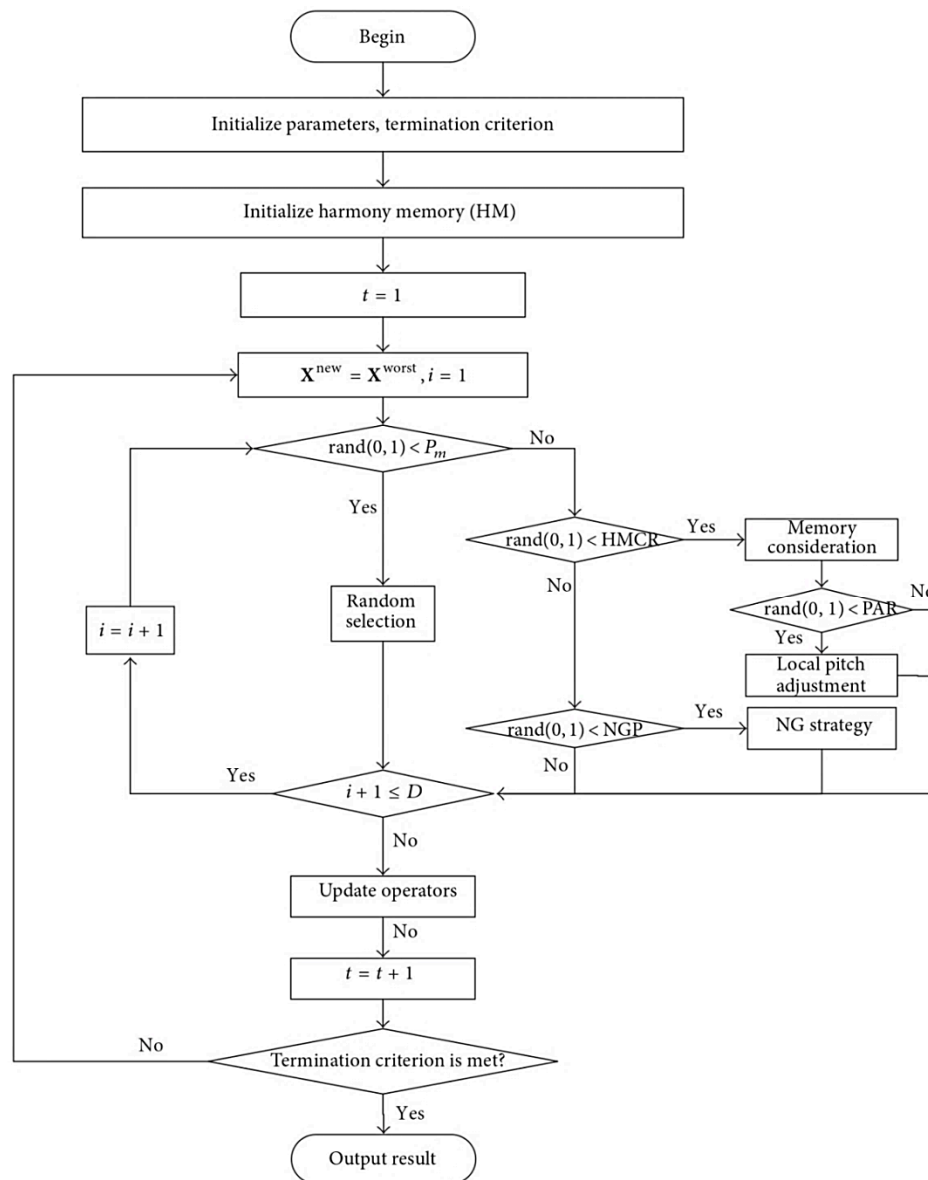 Begin
Initialize parameters, termination criterion
Initialize harmony memory (HM)
t = 1
X^new = X^worst, i = 1
rand(0, 1) < P_m
No
Yes
rand(0, 1) < HMCR
Yes
Memory
consideration
No
rand(0, 1) < PAR
No
Yes
Local pitch
adjustment
Random
selection
i = i + 1
rand(0, 1) < NGP
Yes
NG strategy
No
Yes
i + 1 ≤ D
No
Update operators
No
t = t + 1
No
Termination criterion is met?
Yes
Output result